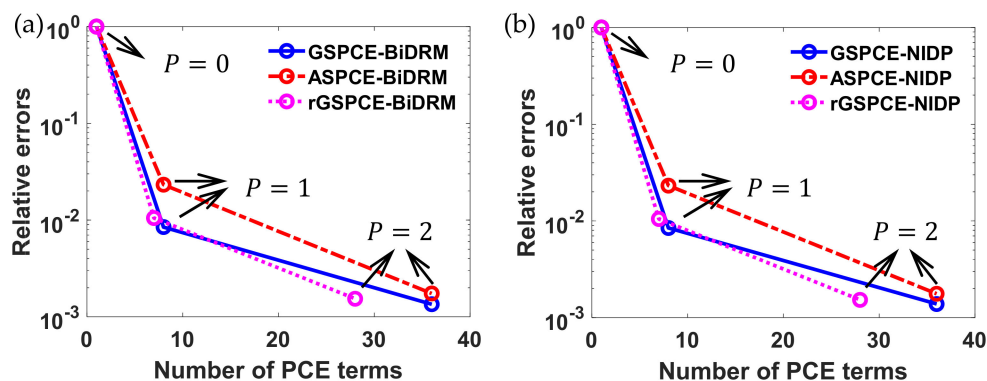 (a)
10^0
10^-1
10^-2
10^-3
Relative errors
0 10 20 30 40
Number of PCE terms
GSPCE-BiDRM
ASPCE-BiDRM
rGSPCE-BiDRM
P = 0
P = 1
P = 2
(b)
10^0
10^-1
10^-2
10^-3
Relative errors
0 10 20 30 40
Number of PCE terms
GSPCE-NIDP
ASPCE-NIDP
rGSPCE-NIDP
P = 0
P = 1
P = 2